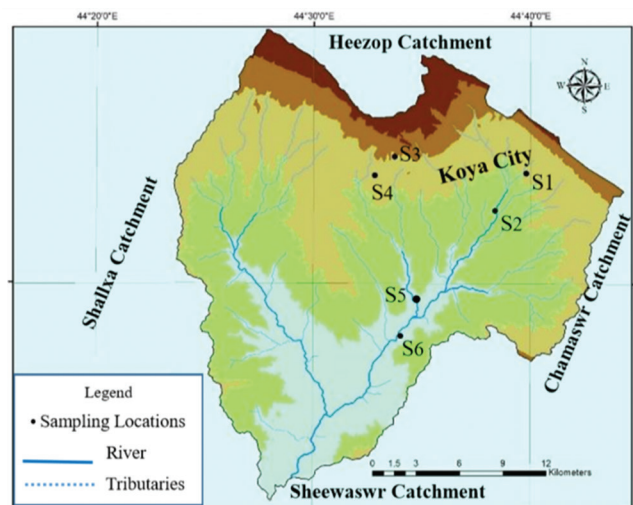 44°20'0"E
44°30'0"E
44°40'0"E
Heezop Catchment
N
W
E
S
Koya City
S3
S4
S1
S2
Shallxa Catchment
Chamaswr Catchment
S5
S6
Legend
Sampling Locations
River
Tributaries
0 1.5 3 6 9 12
Kilometers
Sheewaswr Catchment